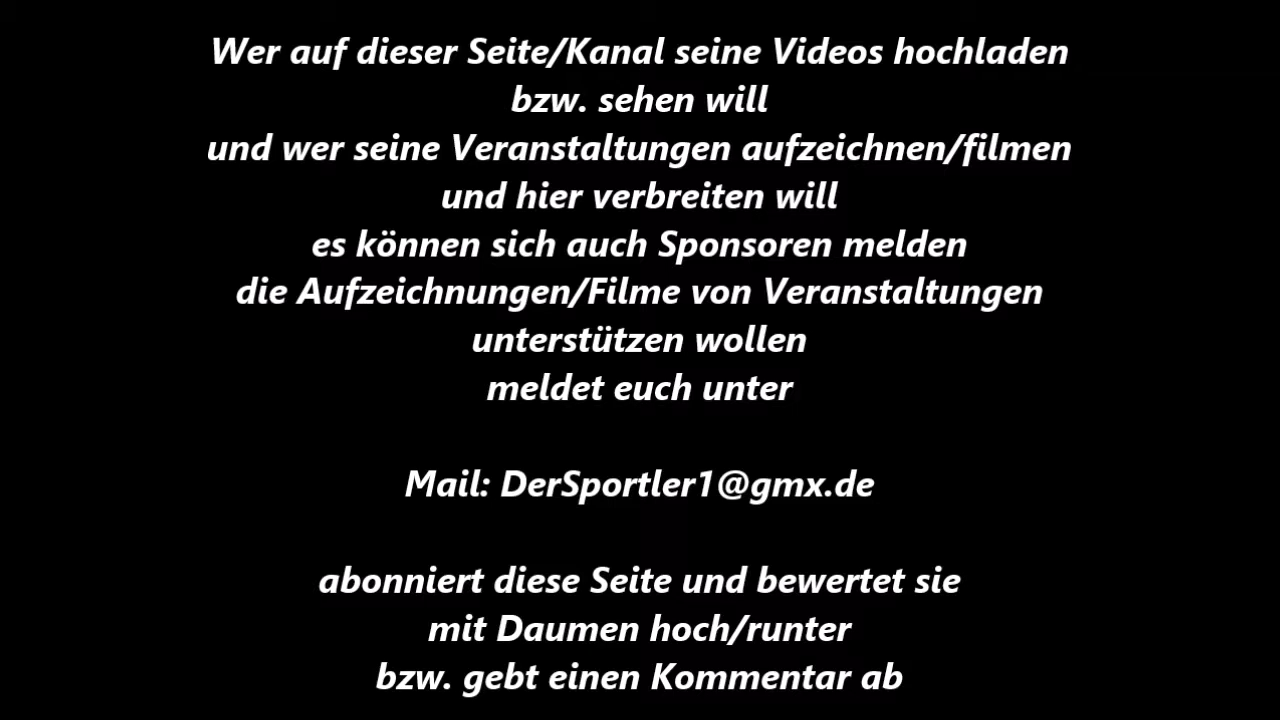 Wer auf dieser Seite/Kanal seine Videos hochladen
bzw. sehen will
und wer seine Veranstaltungen aufzeichnen/filmen
und hier verbreiten will
es können sich auch Sponsoren melden
die Aufzeichnungen/Filme von Veranstaltungen
unterstützen wollen
meldet euch unter
Mail: DerSportler1@gmx.de
abonniert diese Seite und bewertet sie
mit Daumen hoch/runter
bzw. gebt einen Kommentar ab